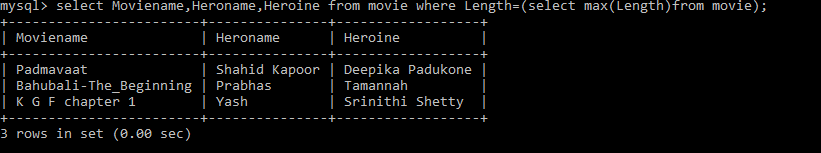 mysql> select Moviename,Heroname,Heroine from movie where Length=(select max(Length)from movie);
+------------------------+---------------+------------------+
| Moviename              | Heroname      | Heroine          |
+------------------------+---------------+------------------+
| Padmavaat              | Shahid Kapoor | Deepika Padukone |
| Bahubali-The_Beginning | Prabhas       | Tamannah         |
| K G F chapter 1        | Yash          | Srinithi Shetty  |
+------------------------+---------------+------------------+
3 rows in set (0.00 sec)